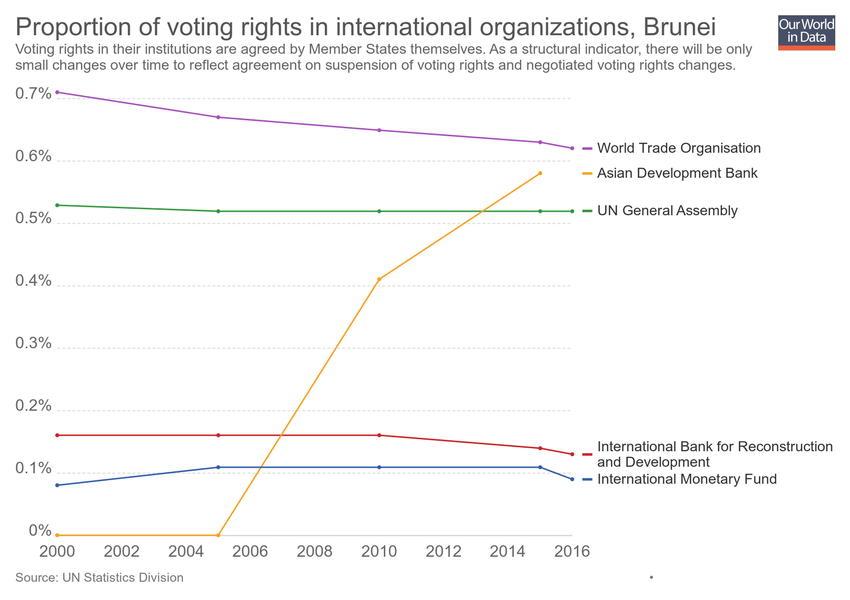 Proportion of voting rights in international organizations, Brunei
Our World
in Data
Voting rights in their institutions are agreed by Member States themselves. As a structural indicator, there will be only
small changes over time to reflect agreement on suspension of voting rights and negotiated voting rights changes.
0.7%
0.6%
0.5%
0.4%
0.3%
0.2%
0.1%
0%
World Trade Organisation
Asian Development Bank
UN General Assembly
International Bank for Reconstruction
and Development
International Monetary Fund
2000 2002 2004 2006 2008 2010 2012 2014 2016
Source: UN Statistics Division